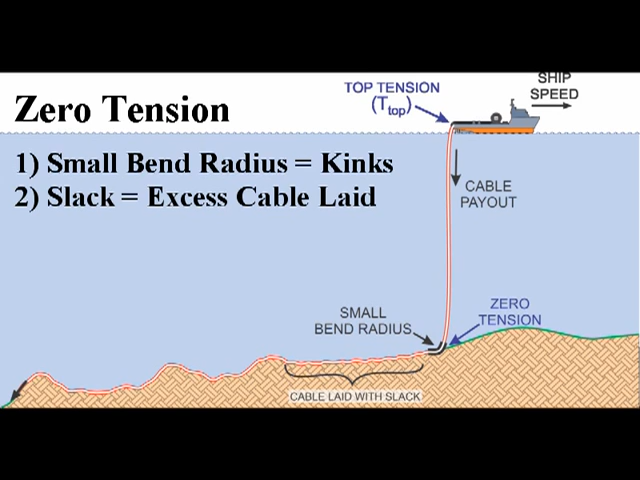 Zero Tension
1) Small Bend Radius = Kinks
2) Slack = Excess Cable Laid
TOP TENSION
(Ttop)
SHIP
SPEED
CABLE
PAYOUT
SMALL
BEND RADIUS
ZERO
TENSION
CABLE LAID WITH SLACK